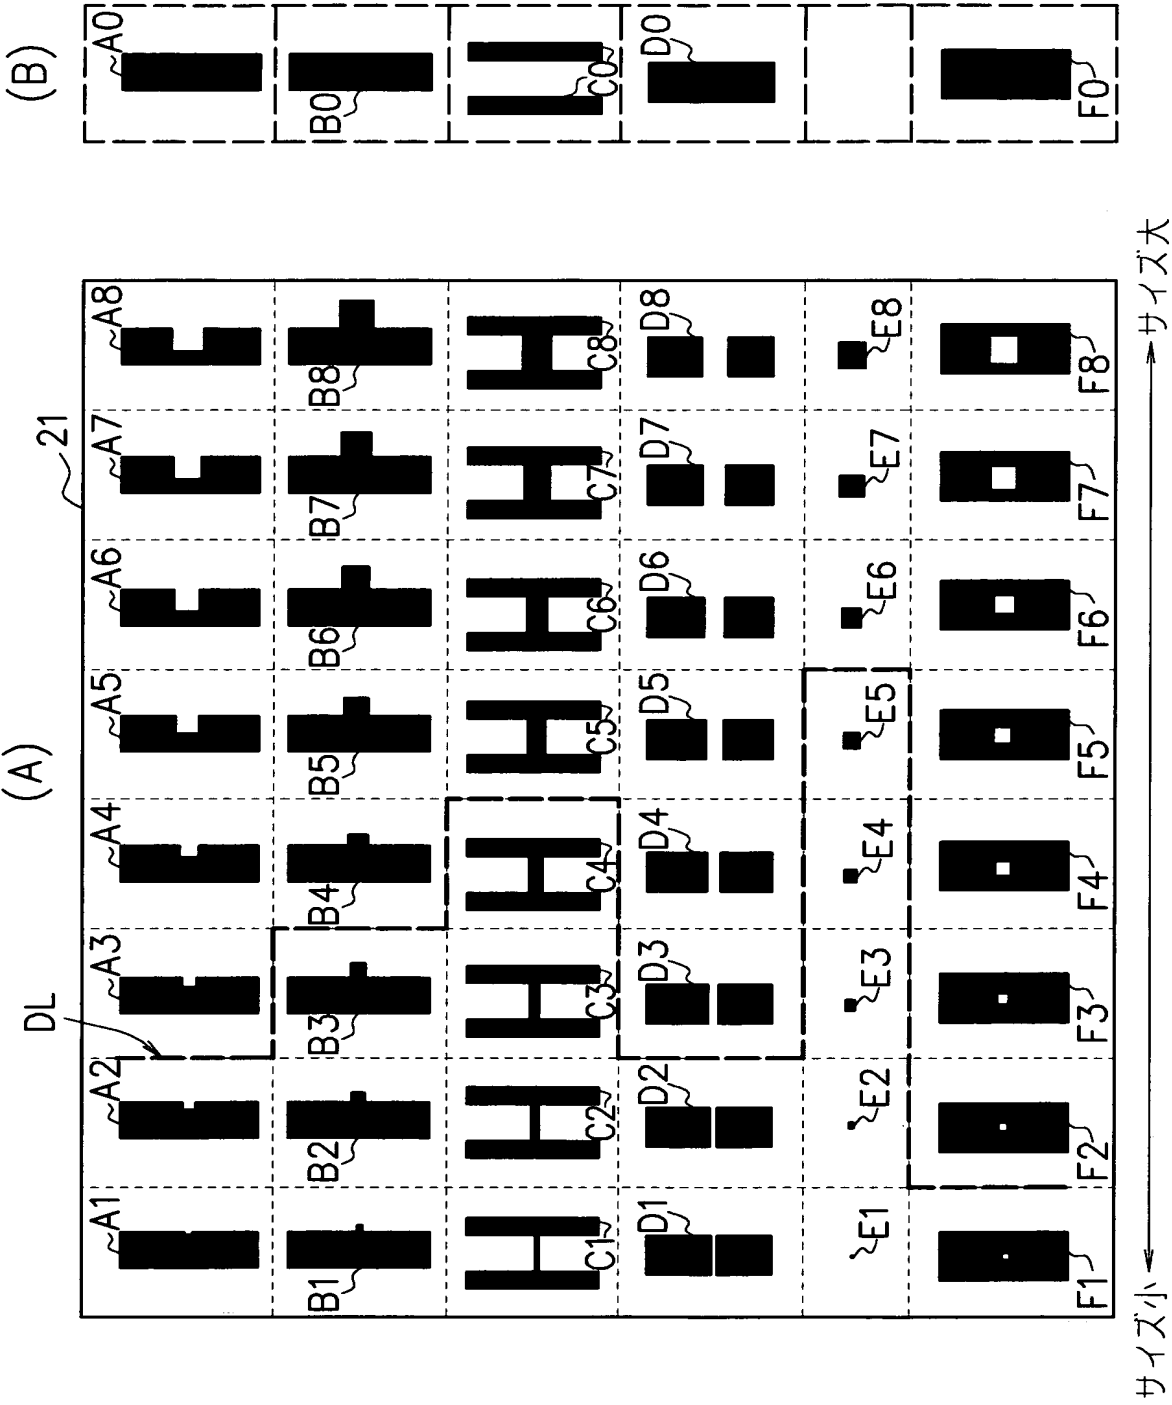 (A)
21
DL
A1 A2 A3 A4 A5 A6 A7 A8
B1 B2 B3 B4 B5 B6 B7 B8
C1 C2 C3 C4 C5 C6 C7 C8
D1 D2 D3 D4 D5 D6 D7 D8
E1 E2 E3 E4 E5 E6 E7 E8
F1 F2 F3 F4 F5 F6 F7 F8
サイズ小 サイズ大
(B)
A0
B0
C0
D0
F0